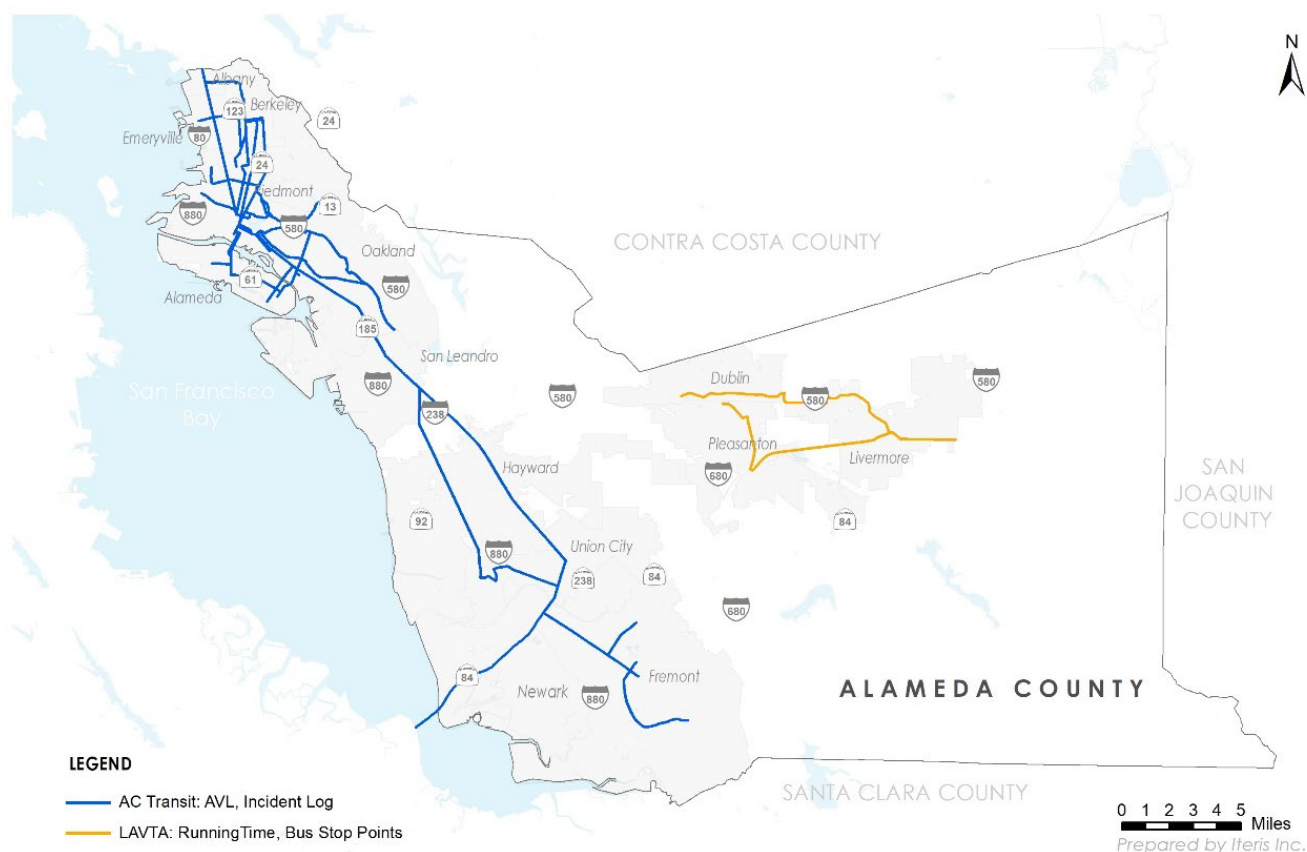 N
Albany
123
Berkeley
24
Emeryville
80
24
Piedmont
880
13
580
CONTRA COSTA COUNTY
Oakland
61
580
Alameda
185
San Leandro
San Francisco
Bay
880
580
Dublin
580
580
238
Pleasanton
Livermore
Hayward
680
SAN
JOAQUIN
COUNTY
92
84
880
Union City
238
84
680
84
Newark
Fremont
880
ALAMEDA COUNTY
LEGEND
AC Transit: AVL, Incident Log
LAVTA: RunningTime, Bus Stop Points
SANTA CLARA COUNTY
0 1 2 3 4 5
Miles
Prepared by Iteris Inc.